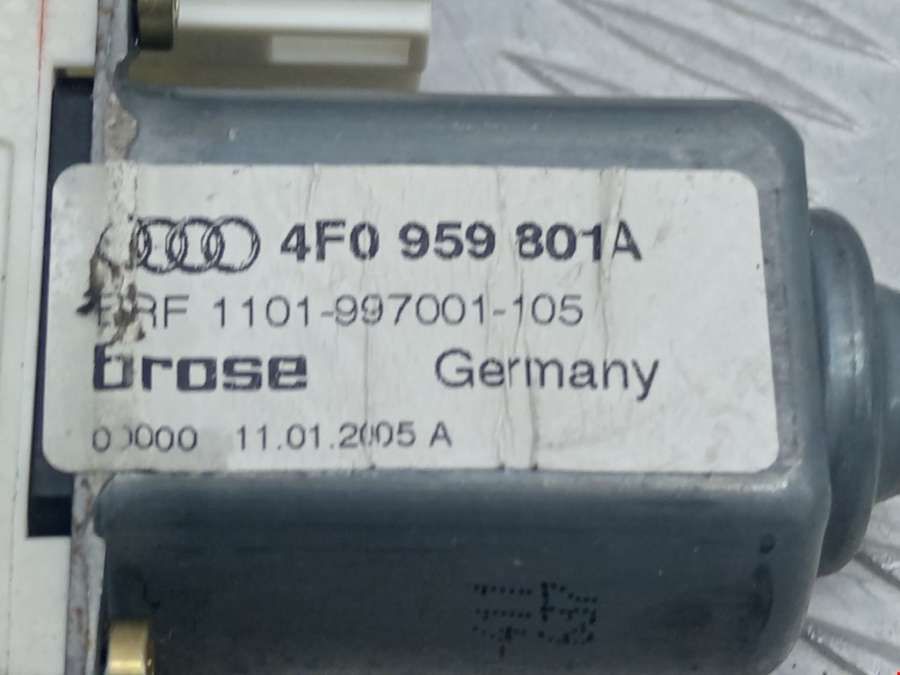 4F0 959 801A
BRF 1101-997001-105
brose Germany
00000 11.01.2005 A